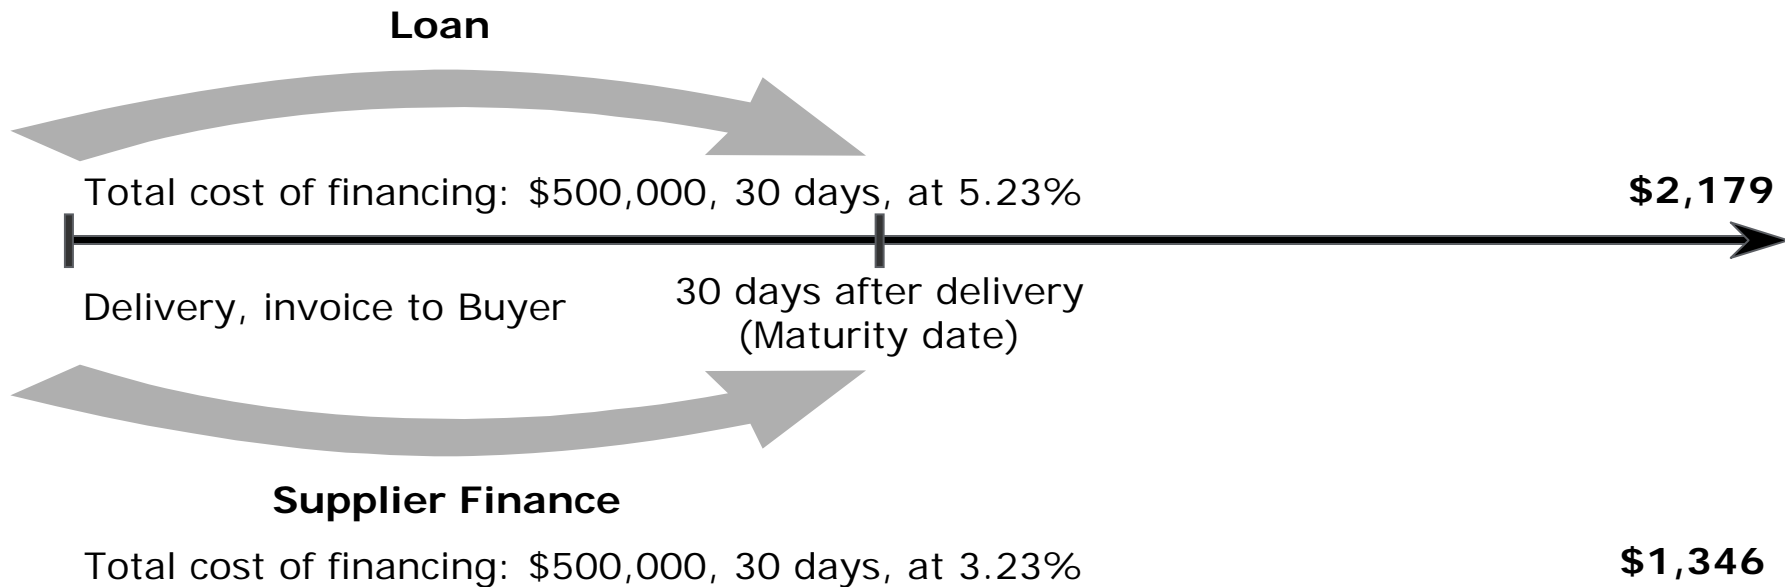 Loan
Total cost of financing: $500,000, 30 days, at 5.23%
$2,179
Delivery, invoice to Buyer
30 days after delivery
(Maturity date)
Supplier Finance
Total cost of financing: $500,000, 30 days, at 3.23%
$1,346